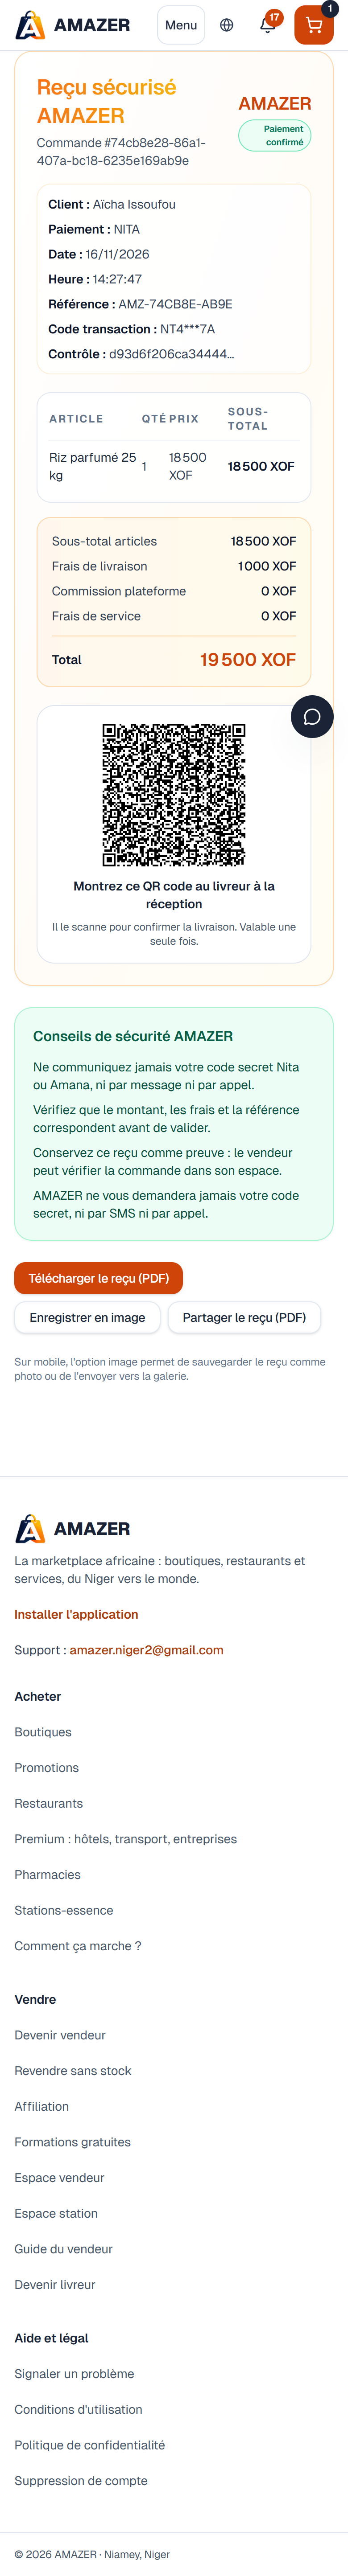 AMAZER
Menu
17
1
Reçu sécurisé
AMAZER
Commande #74cb8e28-86a1-
407a-bc18-6235e169ab9e
AMAZER
Paiement
confirmé
Client : Aïcha Issoufou
Paiement : NITA
Date : 16/11/2026
Heure : 14:27:47
Référence : AMZ-74CB8E-AB9E
Code transaction : NT4***7A
Contrôle : d93d6f206ca34444...
ARTICLE QTÉ PRIX SOUS-
TOTAL
Riz parfumé 25 1 18 500 18 500 XOF
kg XOF
Sous-total articles 18 500 XOF
Frais de livraison 1 000 XOF
Commission plateforme 0 XOF
Frais de service 0 XOF
Total 19 500 XOF
Montrez ce QR code au livreur à la
réception
Il le scanne pour confirmer la livraison. Valable une
seule fois.
Conseils de sécurité AMAZER
Ne communiquez jamais votre code secret Nita
ou Amana, ni par message ni par appel.
Vérifiez que le montant, les frais et la référence
correspondent avant de valider.
Conservez ce reçu comme preuve : le vendeur
peut vérifier la commande dans son espace.
AMAZER ne vous demandera jamais votre code
secret, ni par SMS ni par appel.
Télécharger le reçu (PDF)
Enregistrer en image Partager le reçu (PDF)
Sur mobile, l'option image permet de sauvegarder le reçu comme
photo ou de l'envoyer vers la galerie.
AMAZER
La marketplace africaine : boutiques, restaurants et
services, du Niger vers le monde.
Installer l'application
Support : amazer.niger2@gmail.com
Acheter
Boutiques
Promotions
Restaurants
Premium : hôtels, transport, entreprises
Pharmacies
Stations-essence
Comment ça marche ?
Vendre
Devenir vendeur
Revendre sans stock
Affiliation
Formations gratuites
Espace vendeur
Espace station
Guide du vendeur
Devenir livreur
Aide et légal
Signaler un problème
Conditions d'utilisation
Politique de confidentialité
Suppression de compte
© 2026 AMAZER · Niamey, Niger